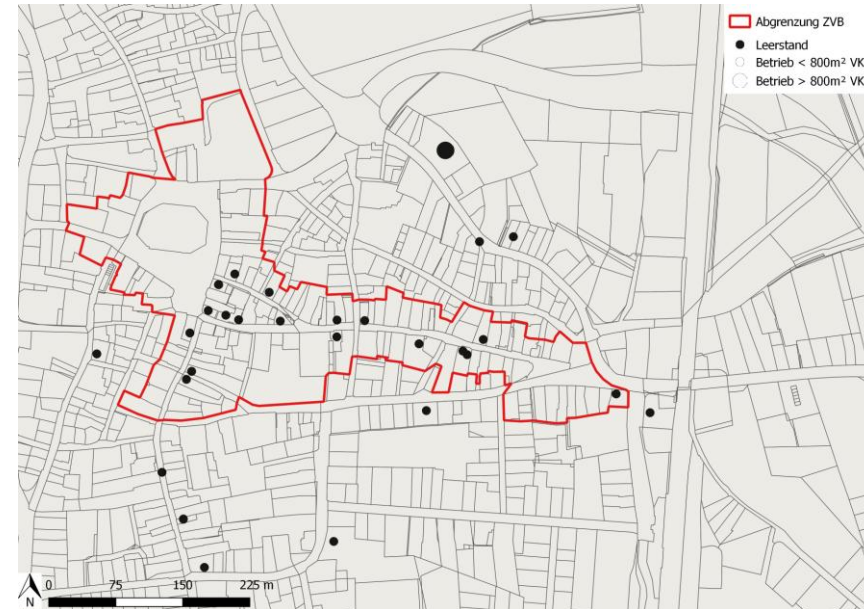 Abgrenzung ZVB
Leerstand
Betrieb < 800m² VK
Betrieb > 800m² VK
0 75 150 225 m
N